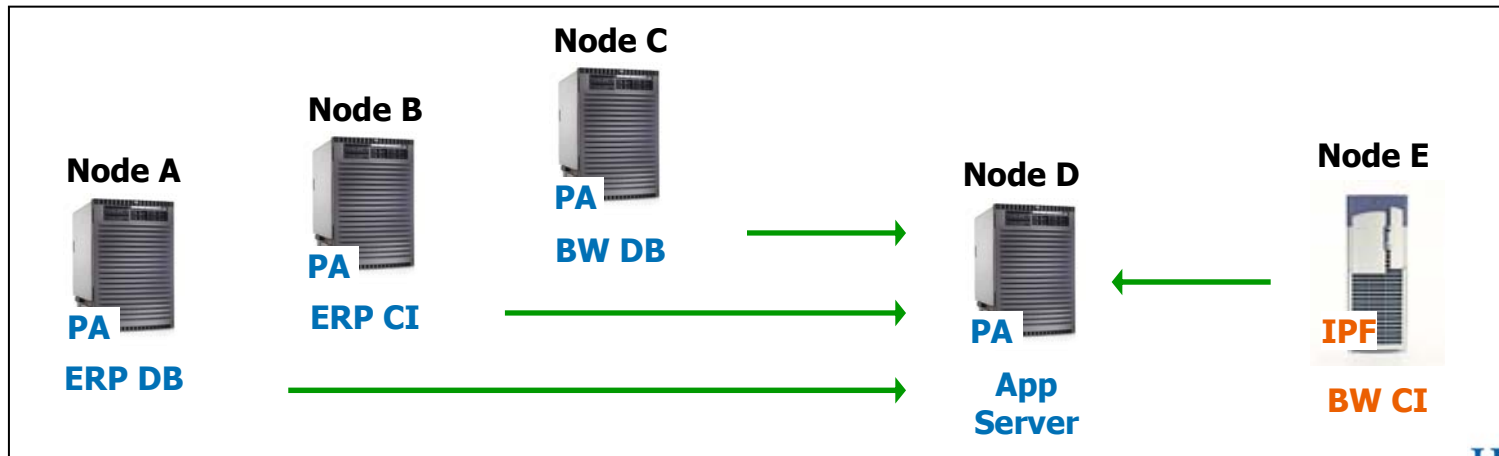 Node A
PA
ERP DB
Node B
PA
ERP CI
Node C
PA
BW DB
Node D
PA
App
Server
Node E
IPF
BW CI